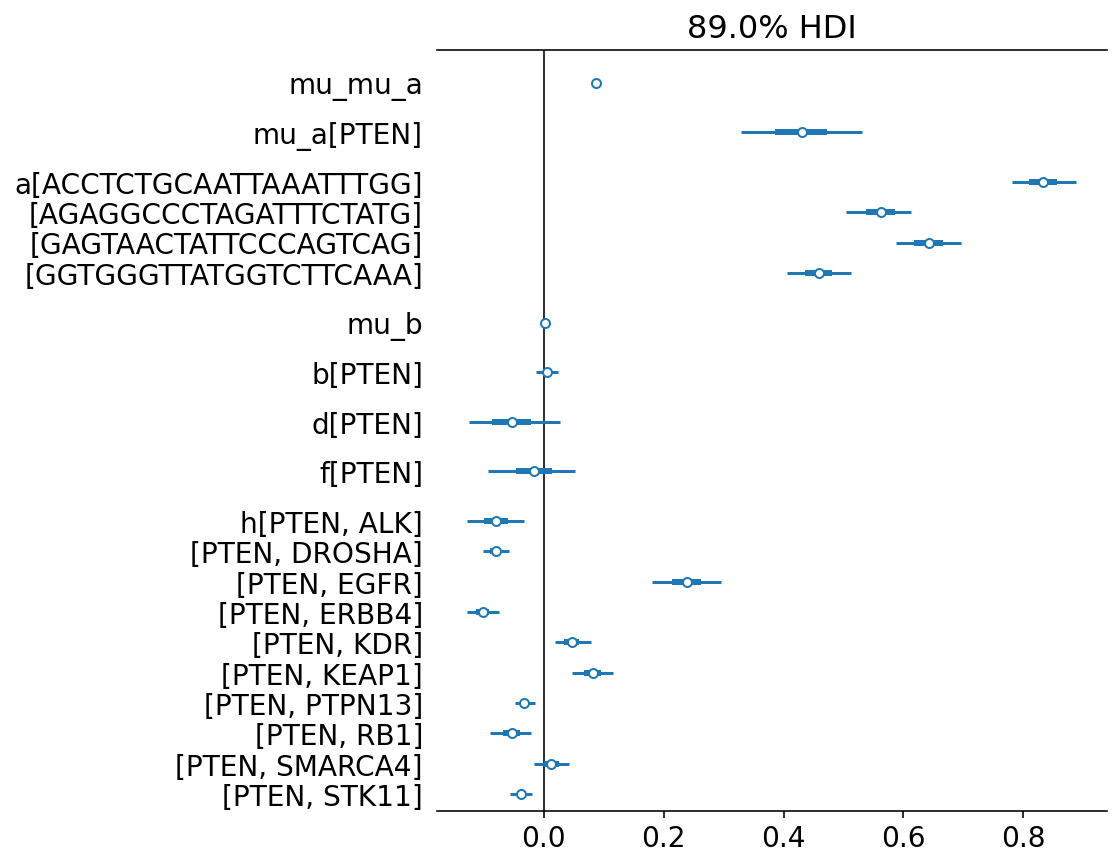 89.0% HDI
mu_mu_a
mu_a[PTEN]
a[ACCTCTGCAATTAAATTTGG]
[AGAGGCCCTAGATTTCTATG]
[GAGTAACTATTCCCAGTCAG]
[GGTGGGTTATGGTCTTCAAA]
mu_b
b[PTEN]
d[PTEN]
f[PTEN]
h[PTEN, ALK]
[PTEN, DROSHA]
[PTEN, EGFR]
[PTEN, ERBB4]
[PTEN, KDR]
[PTEN, KEAP1]
[PTEN, PTPN13]
[PTEN, RB1]
[PTEN, SMARCA4]
[PTEN, STK11]
0.0 0.2 0.4 0.6 0.8